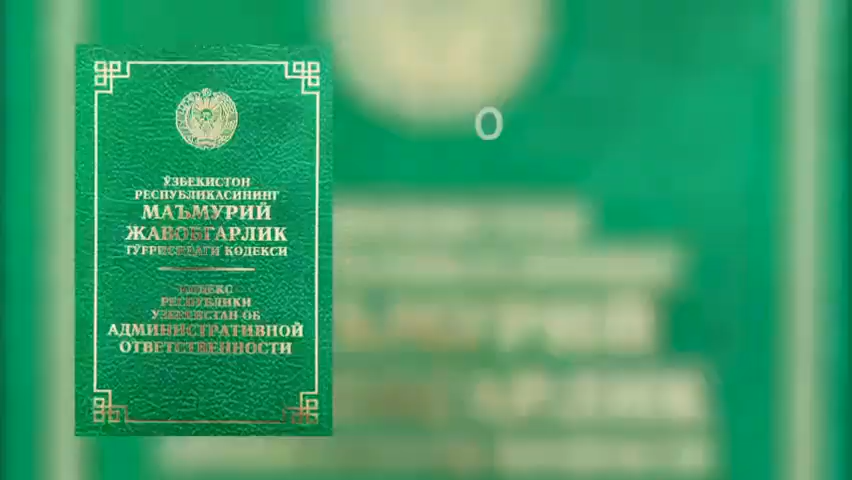 ЎЗБЕКИСТОН
РЕСПУБЛИКАСИНИНГ
МАЪМУРИЙ
ЖАВОБГАРЛИК
ТЎҒРИСИДАГИ КОДЕКСИ
КОДЕКС
РЕСПУБЛИКИ
УЗБЕКИСТАН ОБ
АДМИНИСТРАТИВНОЙ
ОТВЕТСТВЕННОСТИ
О